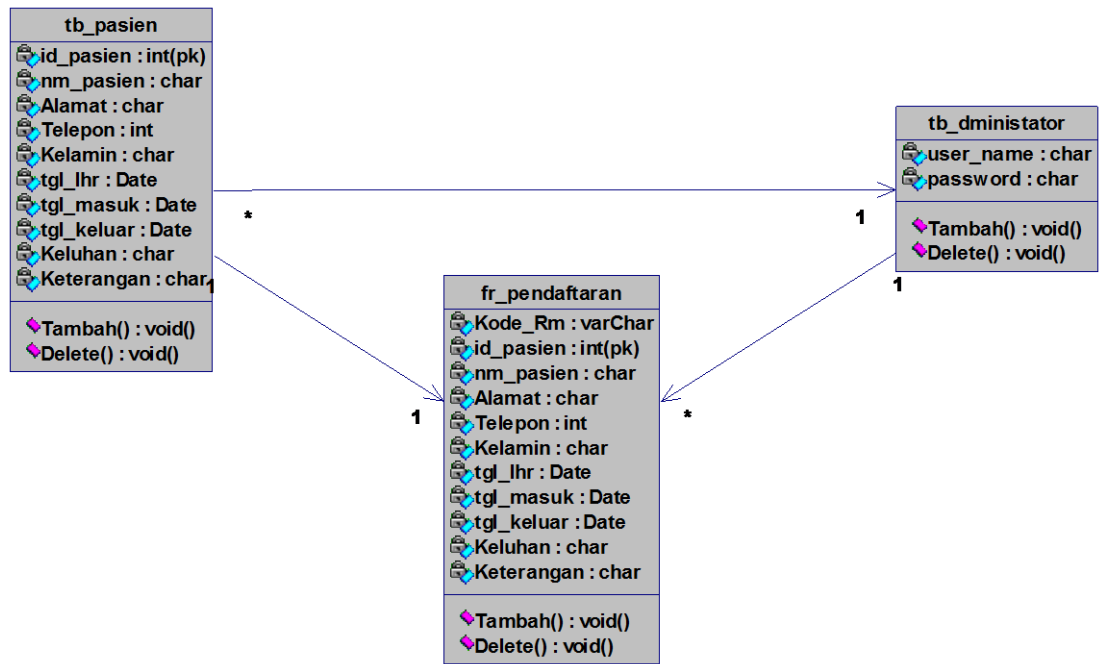 tb_pasien
id_pasien : int(pk)
nm_pasien : char
Alamat : char
Telepon : int
Kelamin : char
tgl_lhr : Date
tgl_masuk : Date
tgl_keluar : Date
Keluhan : char
Keterangan : char
Tambah() : void()
Delete() : void()
*
1
tb_dministator
user_name : char
password : char
Tambah() : void()
Delete() : void()
1
1
1
*
fr_pendaftaran
Kode_Rm : varChar
id_pasien : int(pk)
nm_pasien : char
Alamat : char
Telepon : int
Kelamin : char
tgl_lhr : Date
tgl_masuk : Date
tgl_keluar : Date
Keluhan : char
Keterangan : char
Tambah() : void()
Delete() : void()